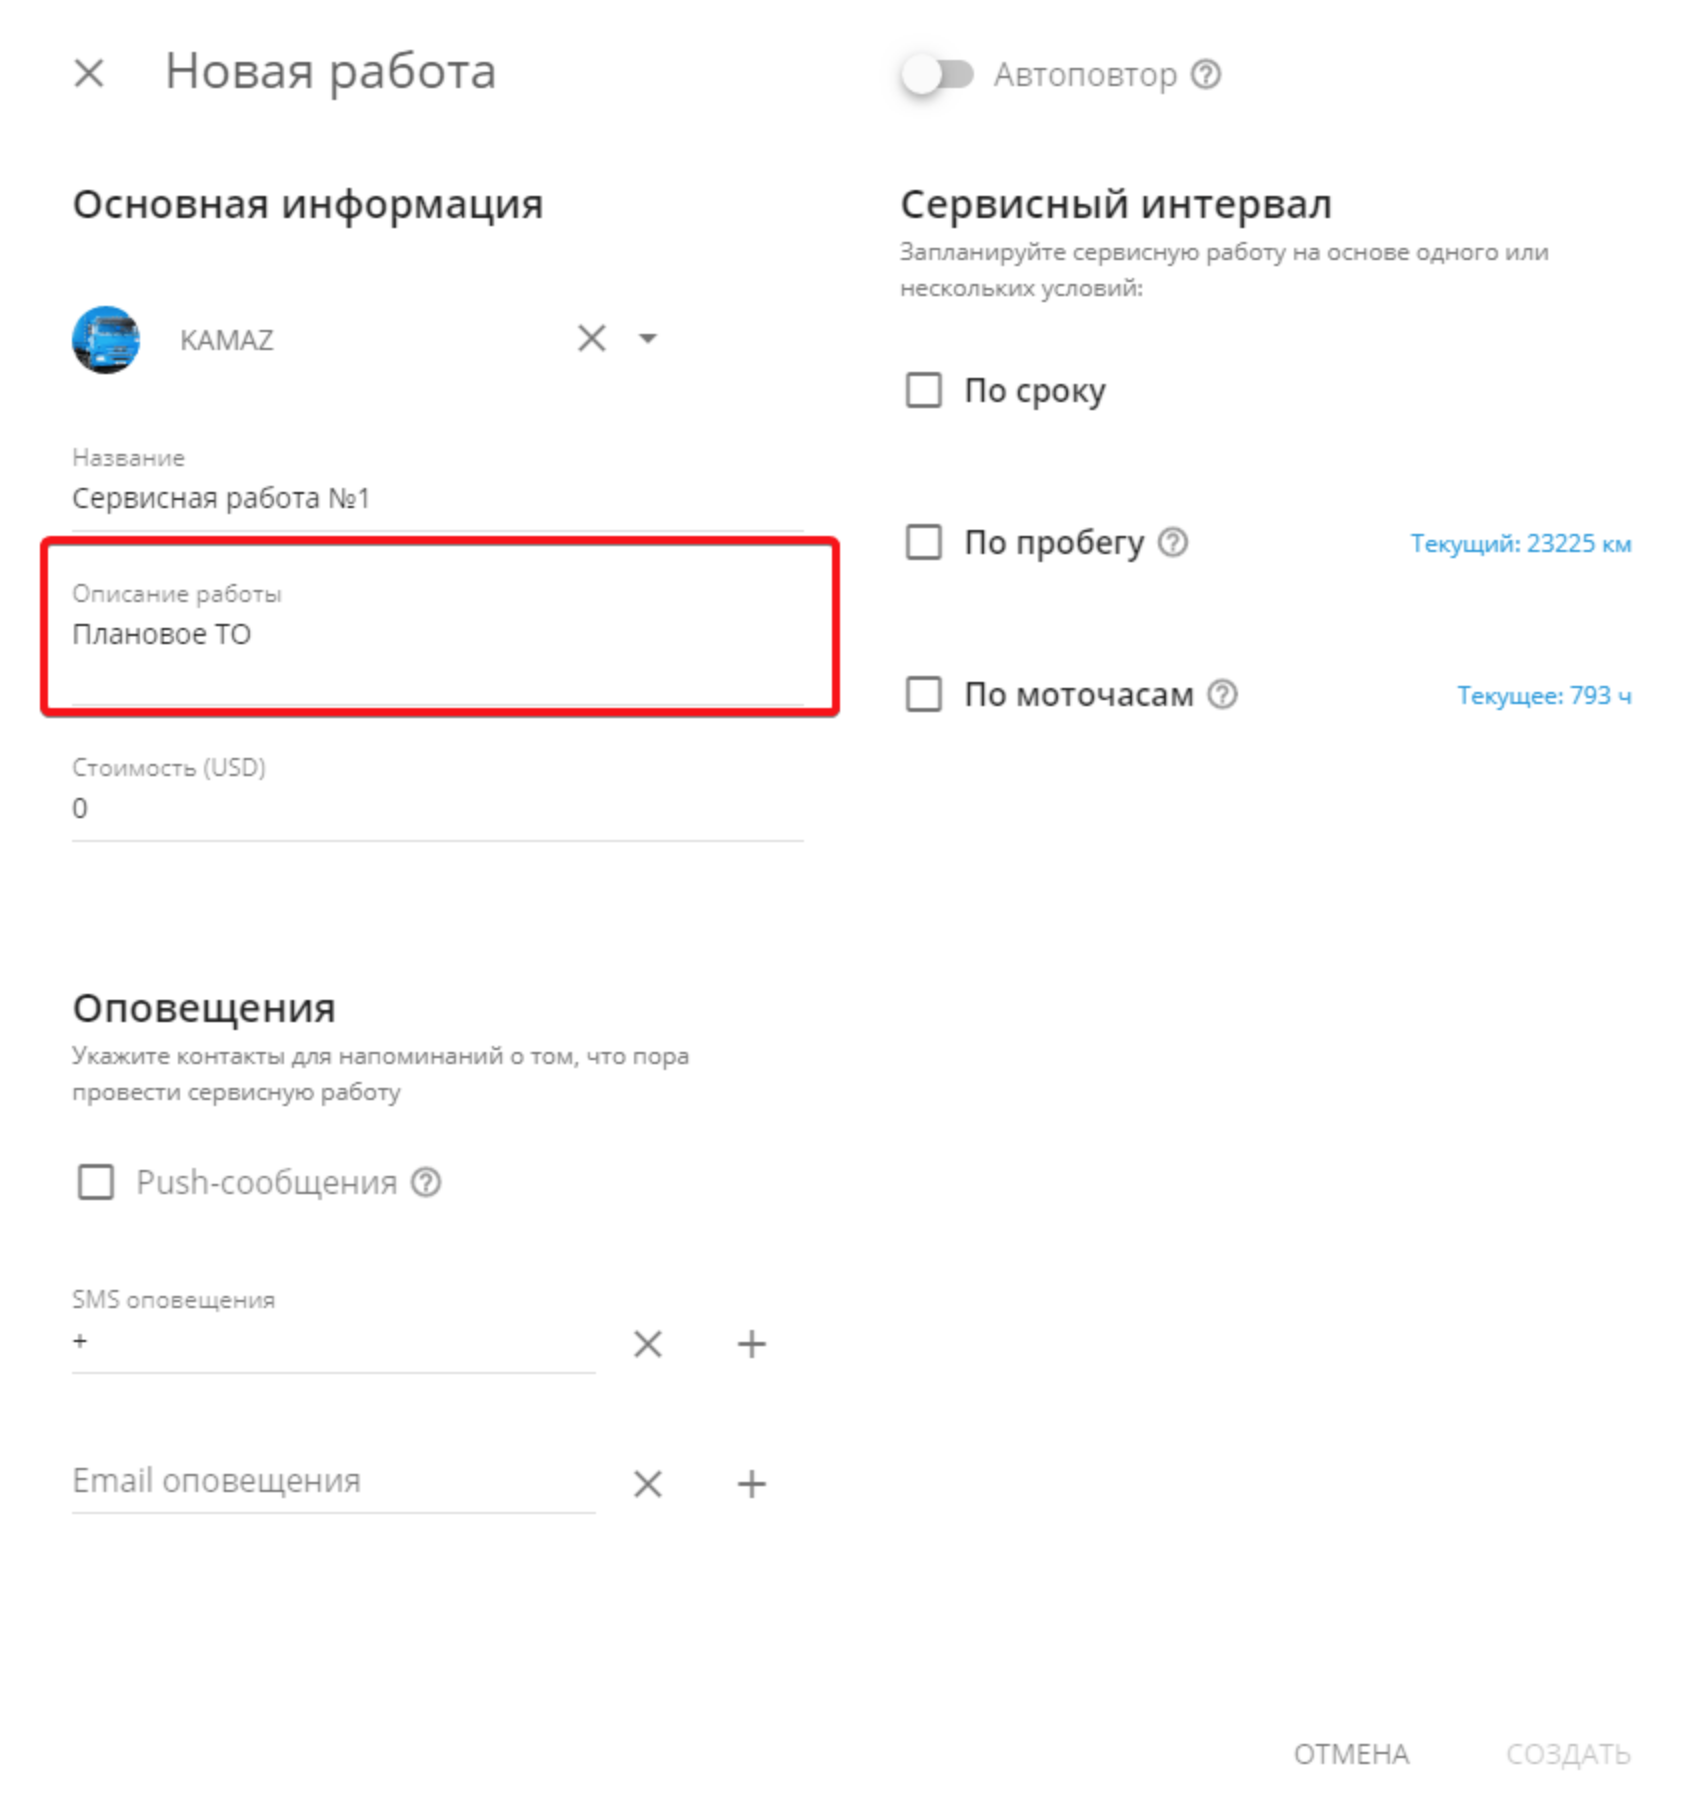 Новая работа
Основная информация
KAMAZ
Название
Сервисная работа №1
Описание работы
Плановое ТО
Стоимость (USD)
0
Оповещения
Укажите контакты для напоминаний о том, что пора
провести сервисную работу
Push-сообщения
SMS оповещения
+
Email оповещения
Автоповтор
Сервисный интервал
Запланируйте сервисную работу на основе одного или
нескольких условий:
По сроку
По пробегу Текущий: 23225 км
По моточасам Текущее: 793 ч
ОТМЕНА СОЗДАТЬ